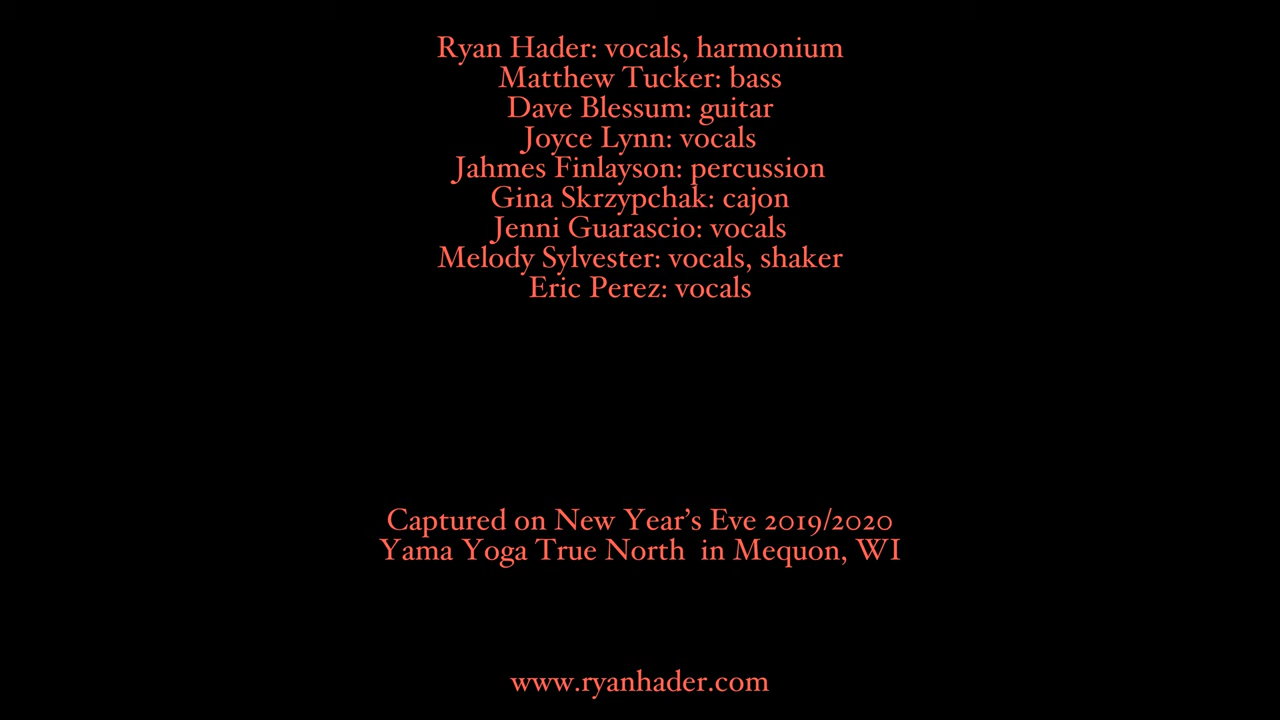 Ryan Hader: vocals, harmonium
Matthew Tucker: bass
Dave Blessum: guitar
Joyce Lynn: vocals
Jahmes Finlayson: percussion
Gina Skrzypchak: cajon
Jenni Guarascio: vocals
Melody Sylvester: vocals, shaker
Eric Perez: vocals
Captured on New Year’s Eve 2019/2020
Yama Yoga True North  in Mequon, WI
www.ryanhader.com